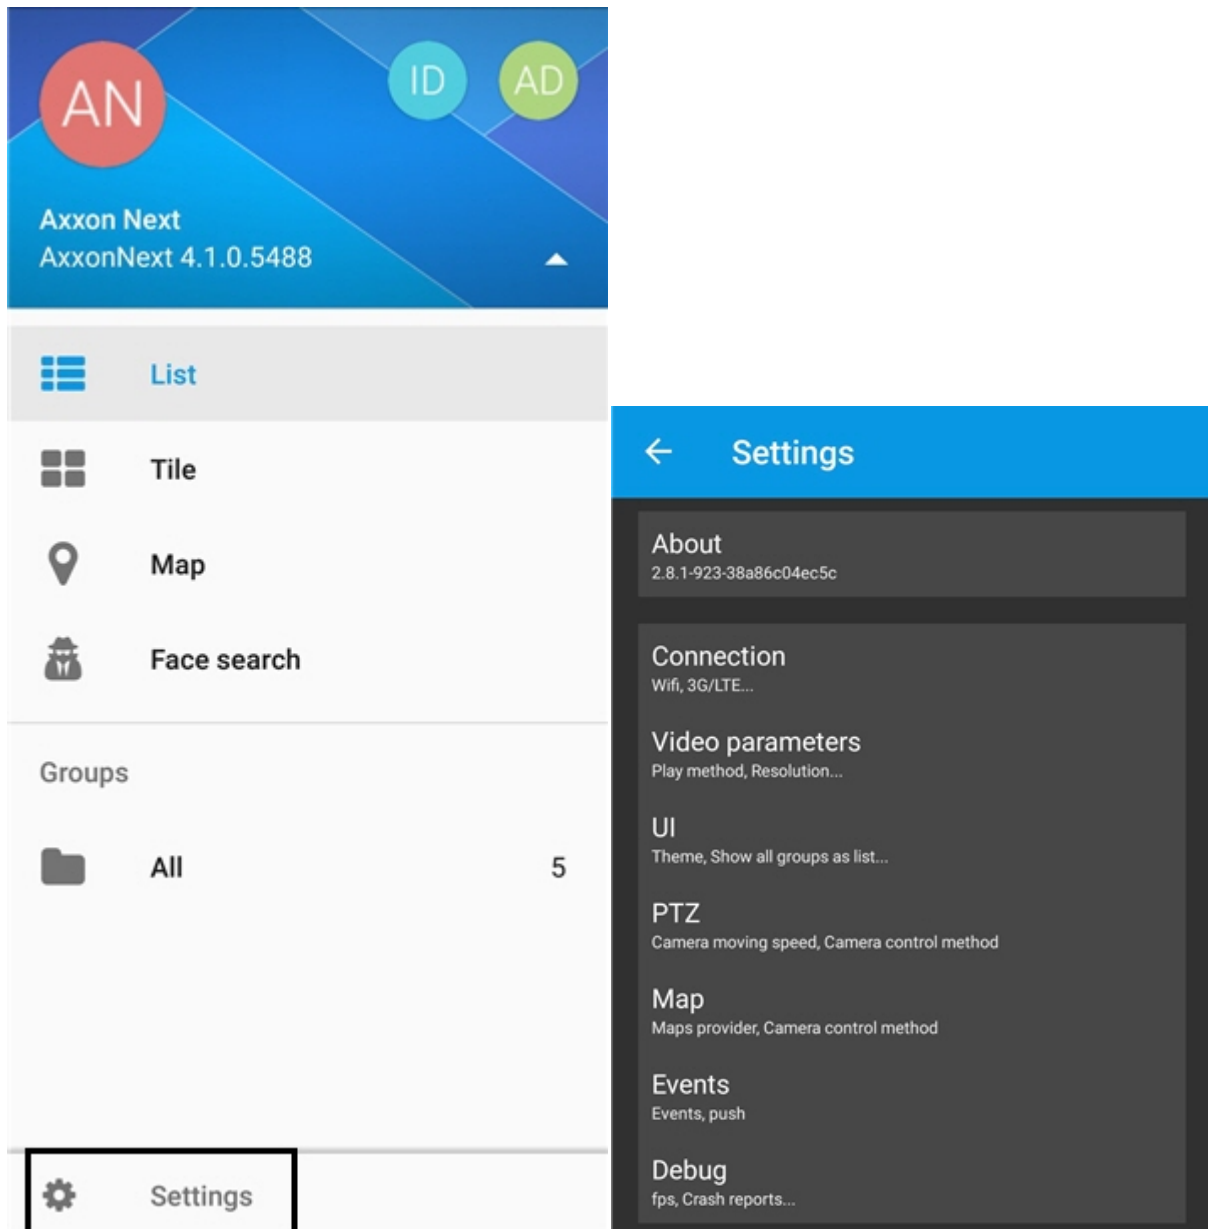 AN
ID
AD
Axxon Next
AxxonNext 4.1.0.5488
List
Tile
Map
Face search
Groups
All 5
Settings
Settings
About
2.8.1-923-38a86c04ec5c
Connection
Wifi, 3G/LTE...
Video parameters
Play method, Resolution...
UI
Theme, Show all groups as list...
PTZ
Camera moving speed, Camera control method
Map
Maps provider, Camera control method
Events
Events, push
Debug
fps, Crash reports...